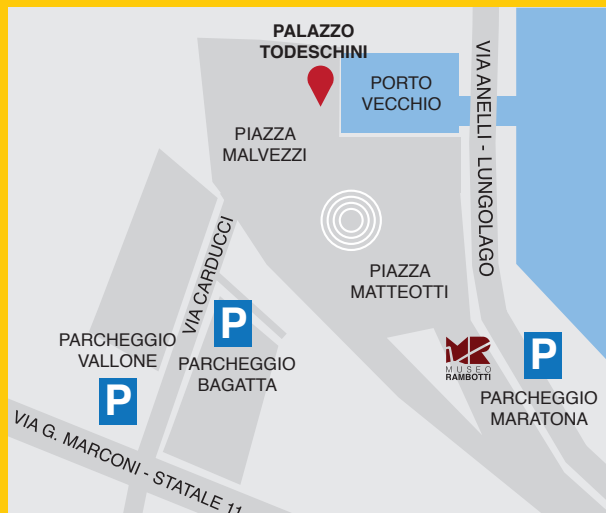 PALAZZO
TODESCHINI
PORTO
VECCHIO
VIA ANELLI - LUNGOLAGO
PIAZZA
MALVEZZI
VIA CARDUCCI
PIAZZA
MATTEOTTI
P
PARCHEGGIO
BAGATTA
PARCHEGGIO
VALLONE
P
MR
MUSEO
RAMBOTTI
P
PARCHEGGIO
MARATONA
VIA G. MARCONI - STATALE 11